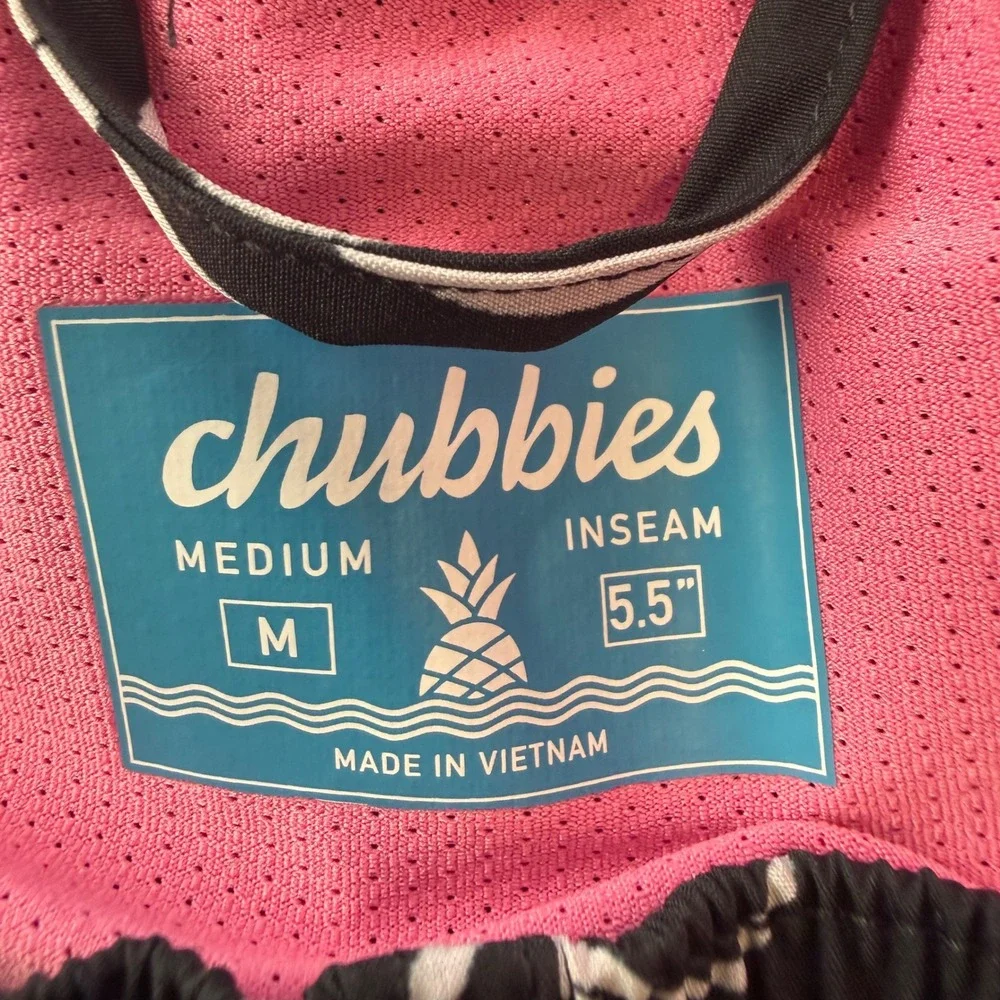 chubbies
MEDIUM INSEAM
M 5.5"
MADE IN VIETNAM